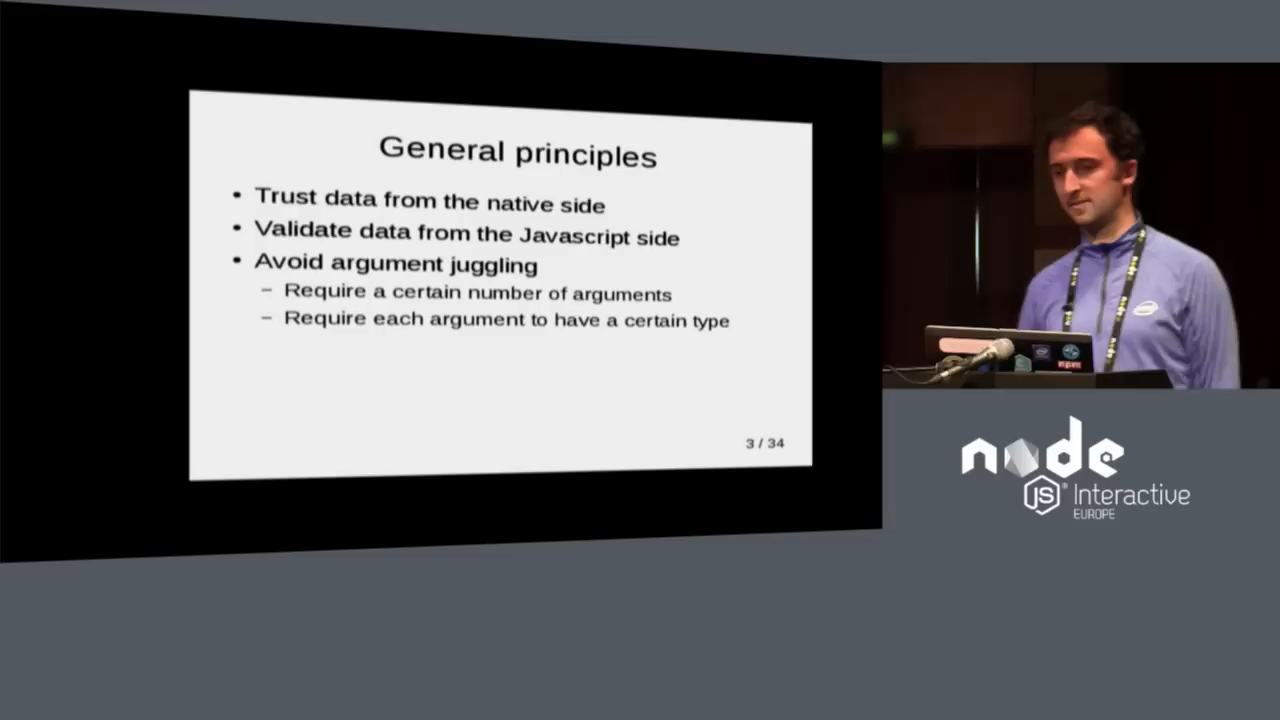 General principles
• Trust data from the native side
• Validate data from the Javascript side
• Avoid argument juggling
– Require a certain number of arguments
– Require each argument to have a certain type
3 / 34
node
JS
Interactive
EUROPE